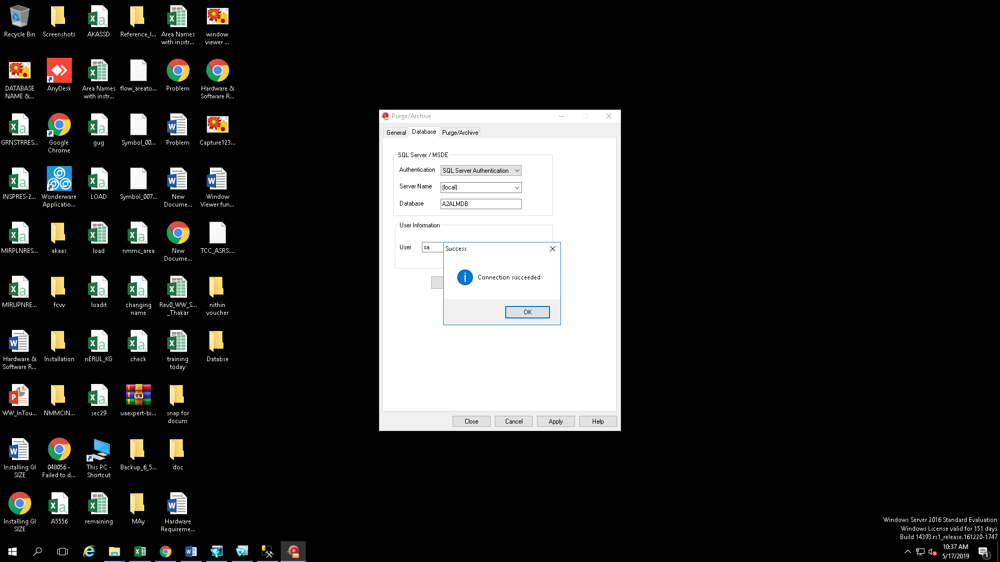 Recycle Bin
Screenshots
AKASSD
Reference_I...
Area Names
with insxtr...
window
viewer ...
DATABASE
NAME &...
AnyDesk
Area Names
with instr...
flow_areato...
Problem
Hardware &
Software R...
GRNSTRRES...
Google
Chrome
gug
Symbol_00...
Problem
Capture123...
INSPRES-2...
Wonderware
Applicatio...
LOAD
Symbol_007...
New
Docume...
Window
Viewer fun...
MIRPLNRES...
akaas
load
nmmc_area
New
Docume...
TCC_ASRS....
MIRUPNRE...
fcvv
loadit
changing
name
Rev0_WW_S...
_Thakar
nithin
voucher
Hardware &
Software R...
Installation
nERUL_KG
check
training
today
Databse
WW_InTou...
NMMCIN...
sec29
uaexpert-bi...
snap for
docum
Installing GI
SIZE
048056 -
Failed to d...
This PC -
Shortcut
Backup_6_5...
doc
Installing GI
SIZE
A5556
remaining
MAy
Hardware
Requireme...
Purge/Archive
General
Database
Purge/Archive
SQL Server / MSDE
Authentication
SQL Server Authentication
Server Name
(local)
Database
A2ALMDB
User Information
User
sa
Success
Connection succeeded
OK
Close
Cancel
Apply
Help
Windows Server 2016 Standard Evaluation
Windows License valid for 151 days
Build 14393.rs1_release.161220-1747
10:37 AM
5/17/2019
1